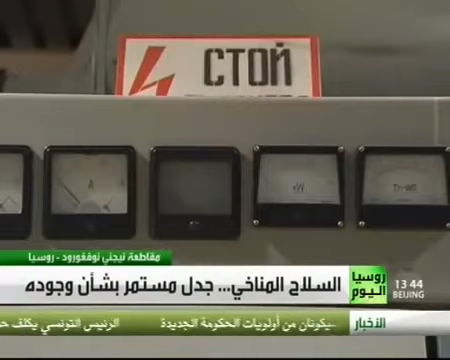 СТОЙ
A
kW
مقاطعة نيجني نوفغورود - روسيا
السلاح المناخي... جدل مستمر بشأن وجوده
روسيا اليوم
13 44
BEIJING
الأخبار
سيكونان من أولويات الحكومة الجديدة
الرئيس التونسي يكلف